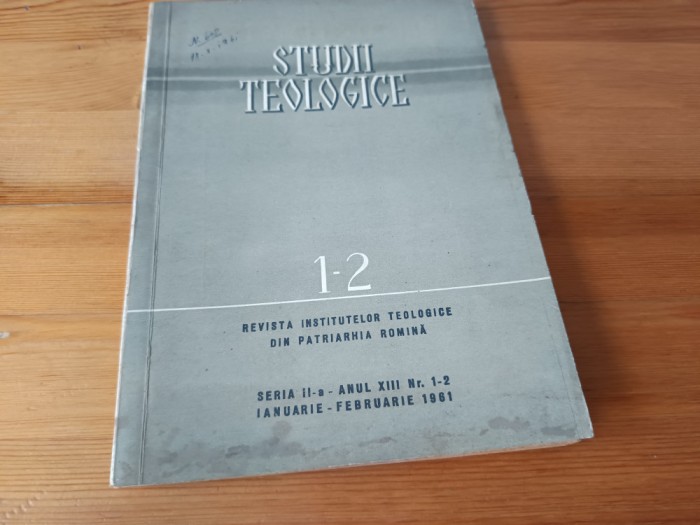 STUDII
TEOLOGICE
1-2
REVISTA INSTITUTELOR TEOLOGICE
DIN PATRIARHIA ROMINĂ
SERIA II-a - ANUL XIII Nr. 1-2
IANUARIE - FEBRUARIE 1961